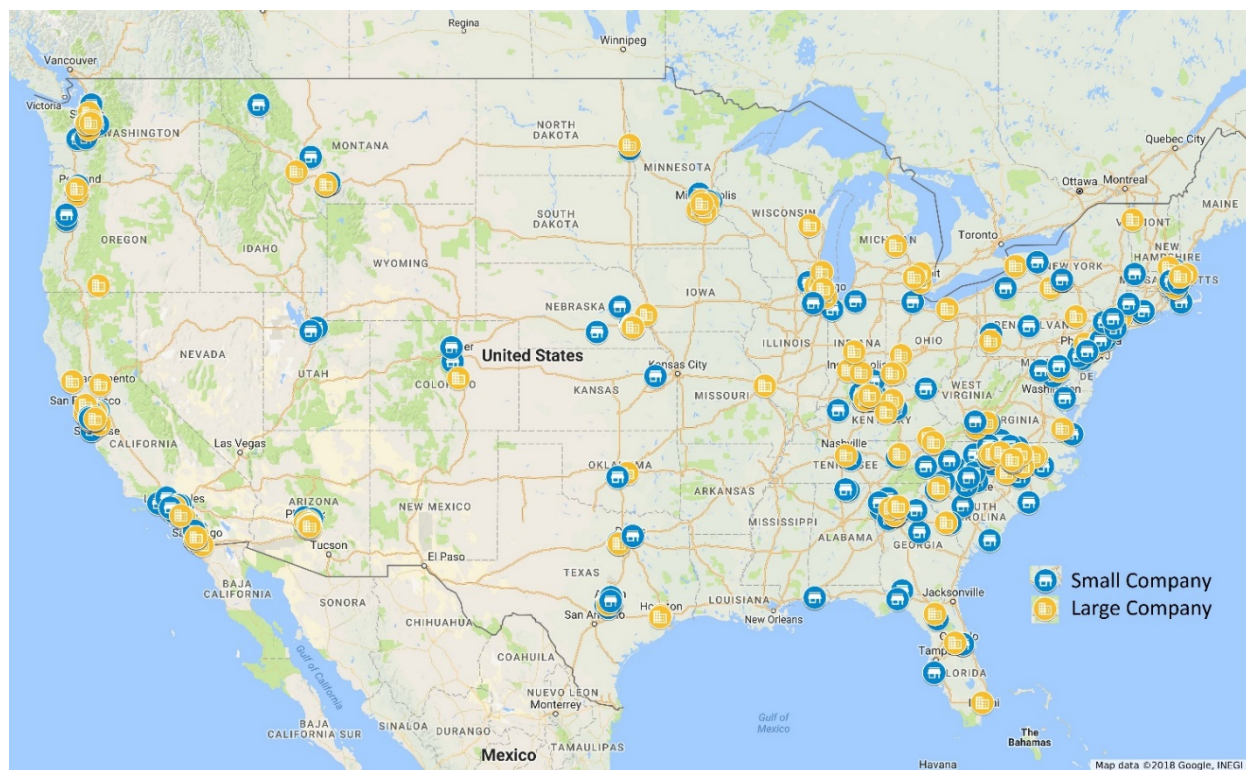 Regina
Winnipeg
Vancouver
Victoria
WASHINGTON
NORTH
DAKOTA
MONTANA
MINNESOTA
Quebec City
Ottawa
Montreal
MAINE
OREGON
IDAHO
SOUTH
DAKOTA
WISCONSIN
MICHIGAN
Toronto
VERMONT
NEW
HAMPSHIRE
NEW YORK
WYOMING
IOWA
NEBRASKA
United States
ILLINOIS
INDIANA
OHIO
NEVADA
UTAH
COLORADO
KANSAS
Kansas City
MISSOURI
WEST
VIRGINIA
Washington
DE
KENTUCKY
CALIFORNIA
Las Vegas
Nashville
TENNESSEE
OKLAHOMA
ARKANSAS
ARIZONA
NEW MEXICO
MISSISSIPPI
ALABAMA
GEORGIA
Tucson
El Paso
TEXAS
LOUISIANA
New Orleans
Jacksonville
BAJA
CALIFORNIA
SONORA
CHIHUAHUA
COAHUILA
Gulf of California
FLORIDA
NUEVO LEON
Monterrey
BAJA
CALIFORNIA SUR
SINALOA
DURANGO
TAMAULIPAS
Mexico
Gulf of
Mexico
The
Bahamas
Havana
Small Company
Large Company
Map data ©2018 Google, INEGI